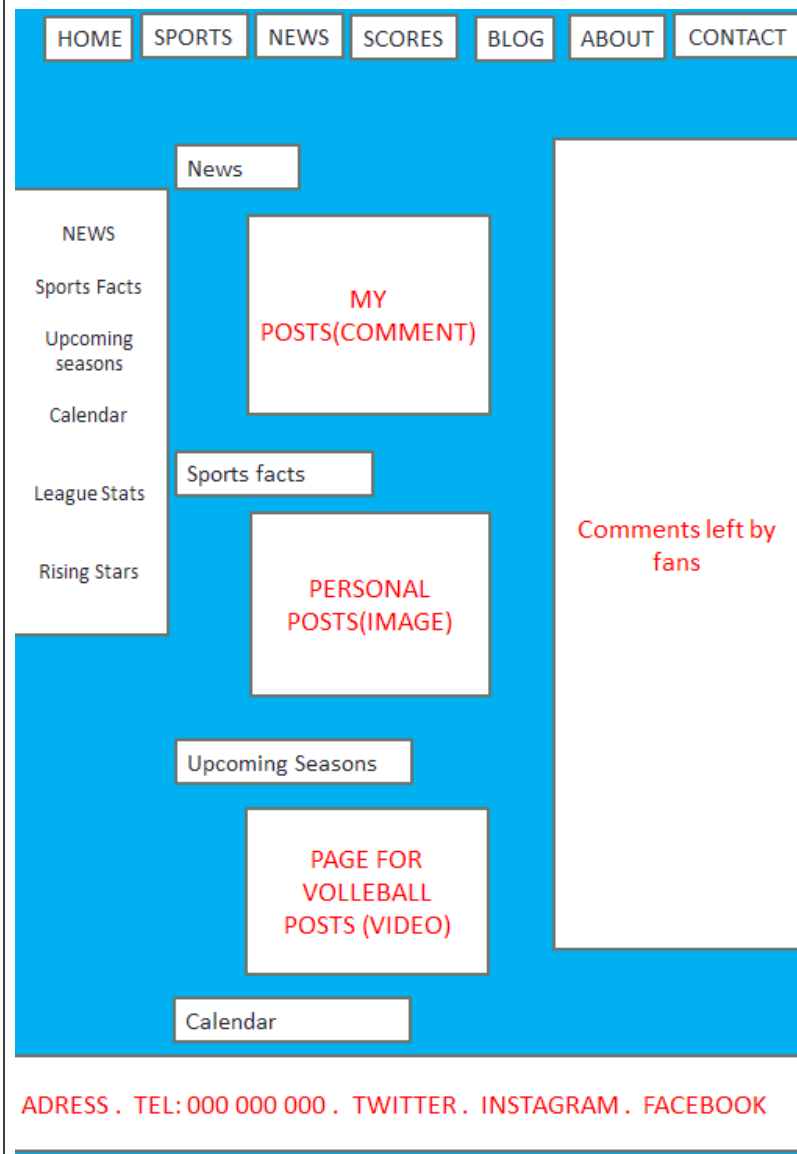 HOME SPORTS NEWS SCORES BLOG ABOUT CONTACT
News
NEWS
Sports Facts
Upcoming
seasons
Calendar
League Stats
Rising Stars
MY
POSTS(COMMENT)
Sports facts
PERSONAL
POSTS(IMAGE)
Upcoming Seasons
PAGE FOR
VOLLEBALL
POSTS (VIDEO)
Calendar
Comments left by
fans
ADRESS . TEL: 000 000 000 . TWITTER . INSTAGRAM . FACEBOOK